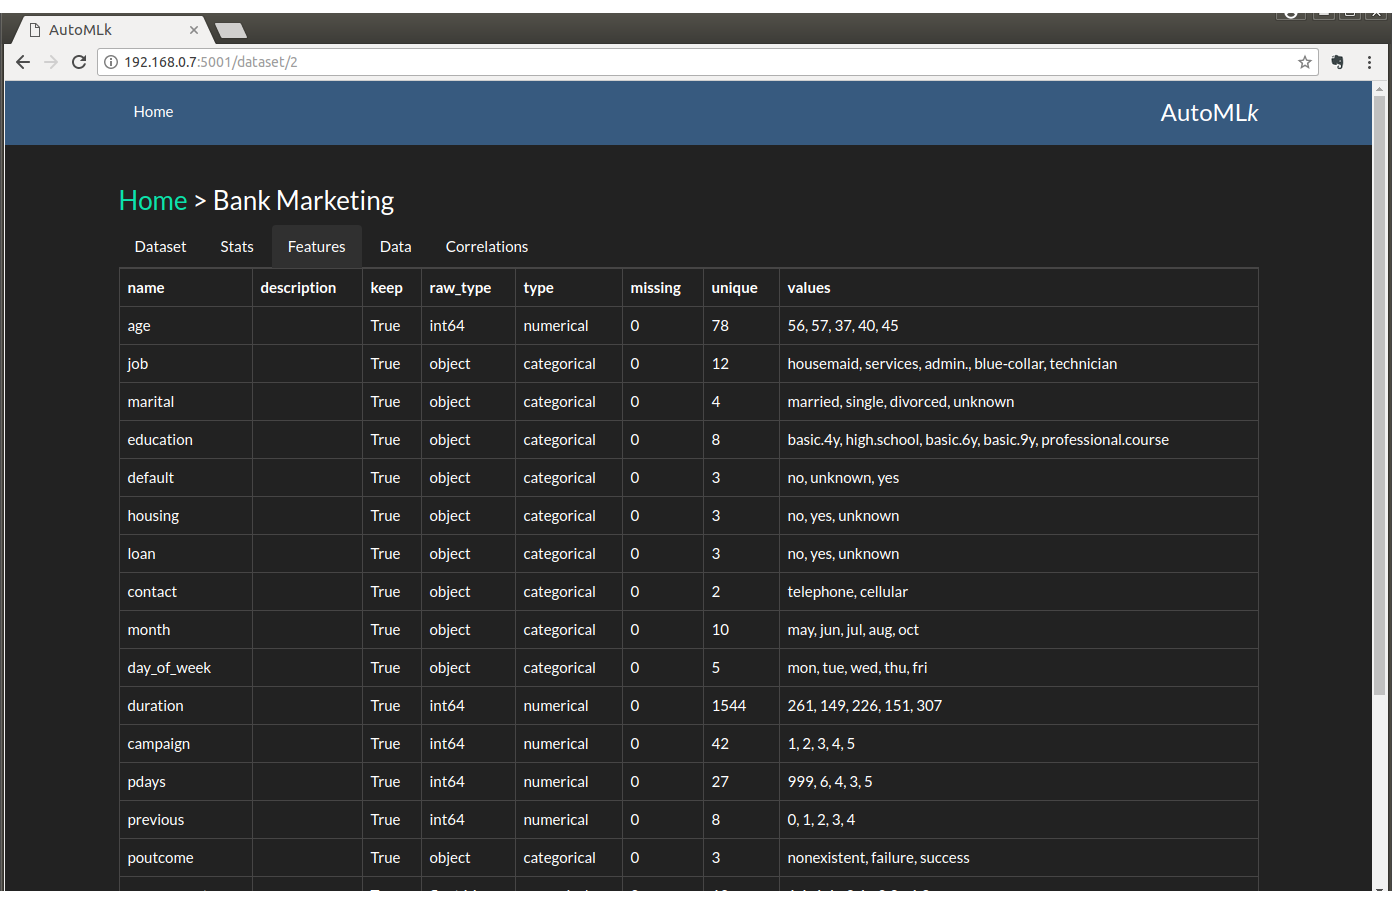 AutoMLk
192.168.0.7:5001/dataset/2
Home AutoMLk
Home > Bank Marketing
Dataset Stats Features Data Correlations
name description keep raw_type type missing unique values
age True int64 numerical 0 78 56, 57, 37, 40, 45
job True object categorical 0 12 housemaid, services, admin., blue-collar, technician
marital True object categorical 0 4 married, single, divorced, unknown
education True object categorical 0 8 basic.4y, high.school, basic.6y, basic.9y, professional.course
default True object categorical 0 3 no, unknown, yes
housing True object categorical 0 3 no, yes, unknown
loan True object categorical 0 3 no, yes, unknown
contact True object categorical 0 2 telephone, cellular
month True object categorical 0 10 may, jun, jul, aug, oct
day_of_week True object categorical 0 5 mon, tue, wed, thu, fri
duration True int64 numerical 0 1544 261, 149, 226, 151, 307
campaign True int64 numerical 0 42 1, 2, 3, 4, 5
pdays True int64 numerical 0 27 999, 6, 4, 3, 5
previous True int64 numerical 0 8 0, 1, 2, 3, 4
poutcome True object categorical 0 3 nonexistent, failure, success